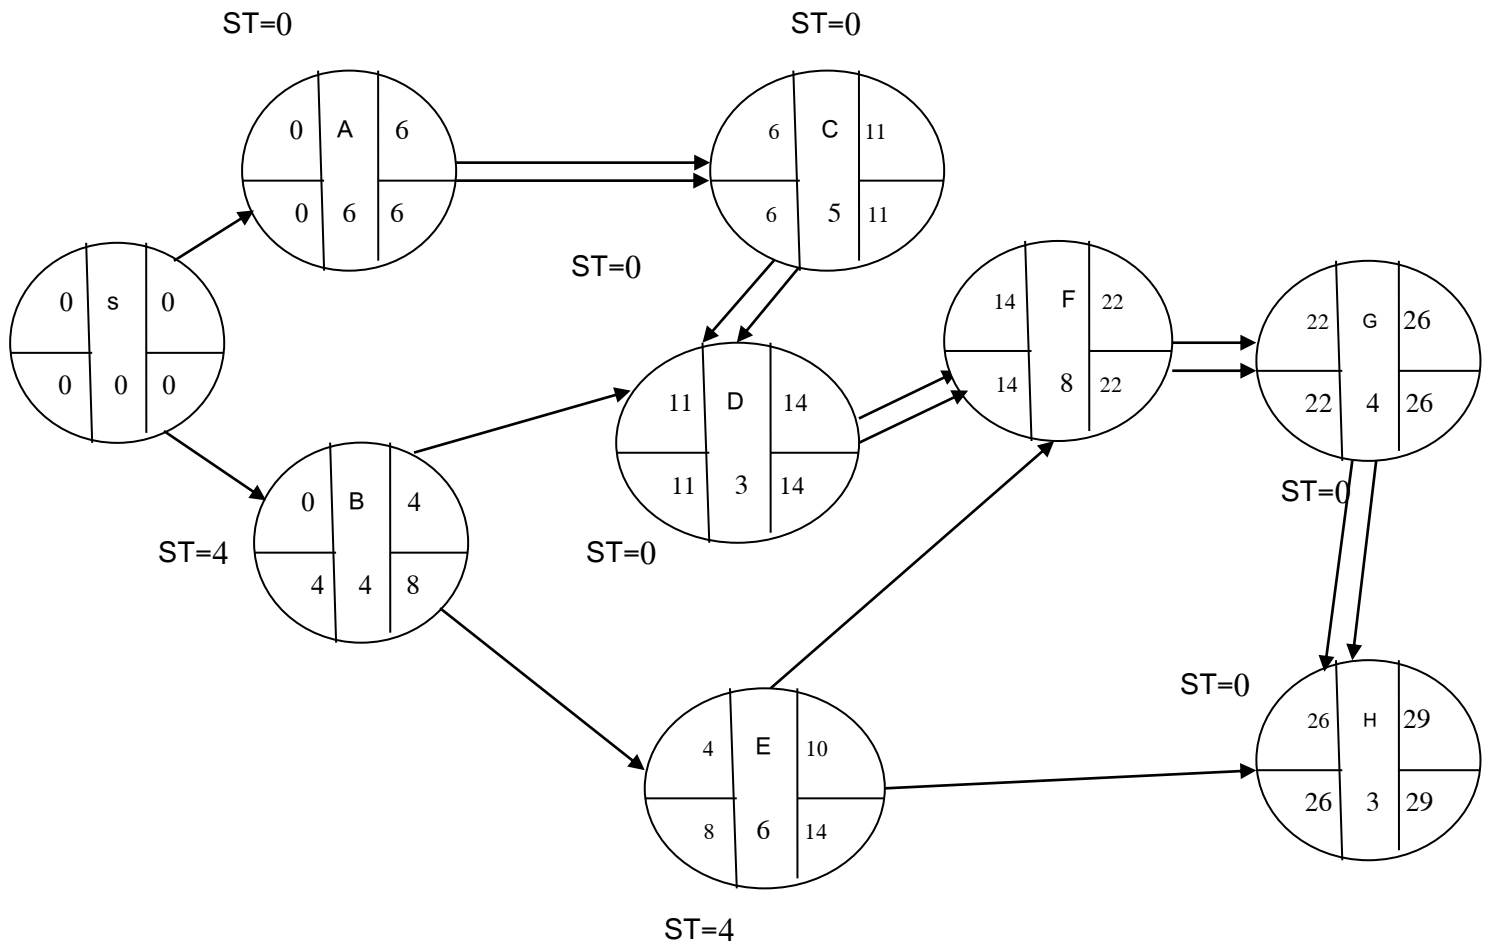 ST=0
ST=0
0 A 6
0 6 6
6 C 11
6 5 11
ST=0
s
0 0
0 0 0
14 F 22
14 8 22
22 G 26
22 4 26
11 D 14
11 3 14
ST=0
0 B 4
4 4 8
ST=4
ST=0
ST=0
26 H 29
26 3 29
4 E 10
8 6 14
ST=4